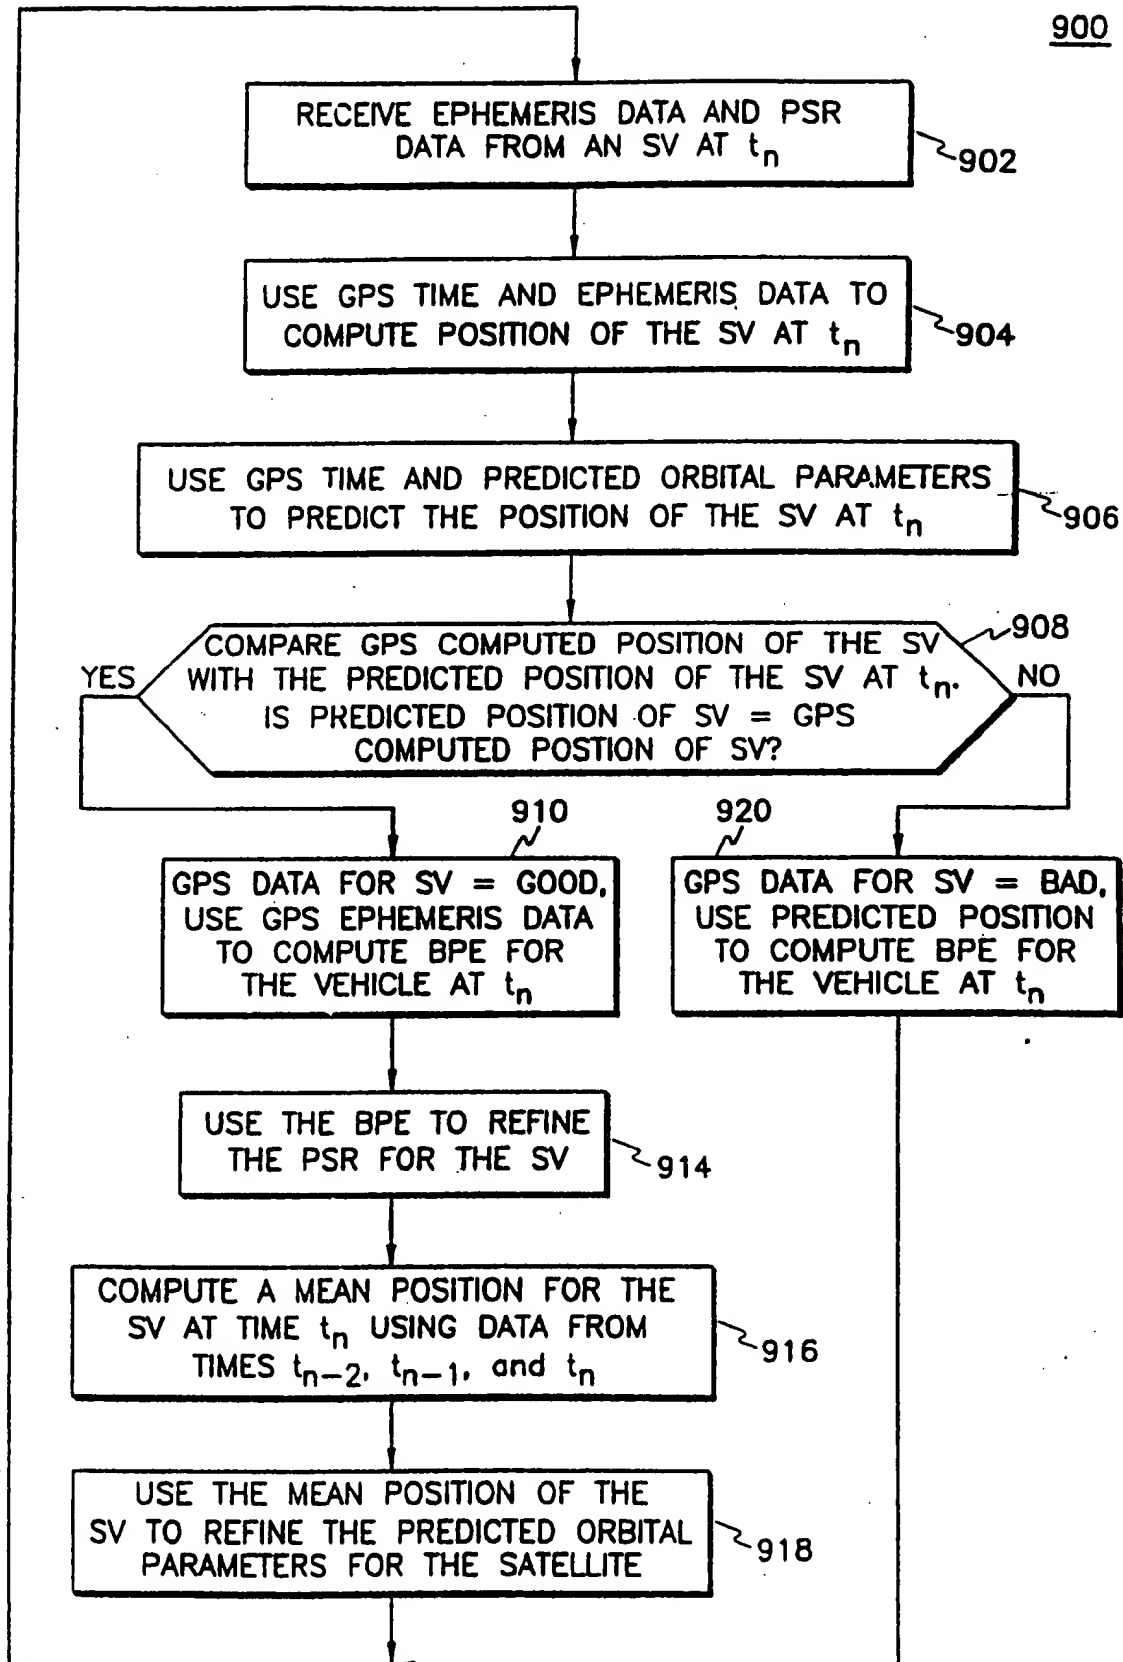 900
RECEIVE EPHEMERIS DATA AND PSR
DATA FROM AN SV AT tn
902
USE GPS TIME AND EPHEMERIS DATA TO
COMPUTE POSITION OF THE SV AT tn
904
USE GPS TIME AND PREDICTED ORBITAL PARAMETERS
TO PREDICT THE POSITION OF THE SV AT tn
906
COMPARE GPS COMPUTED POSITION OF THE SV
WITH THE PREDICTED POSITION OF THE SV AT tn.
IS PREDICTED POSITION OF SV = GPS
COMPUTED POSTION OF SV?
908
YES
NO
910
GPS DATA FOR SV = GOOD,
USE GPS EPHEMERIS DATA
TO COMPUTE BPE FOR
THE VEHICLE AT tn
920
GPS DATA FOR SV = BAD,
USE PREDICTED POSITION
TO COMPUTE BPE FOR
THE VEHICLE AT tn
USE THE BPE TO REFINE
THE PSR FOR THE SV
914
COMPUTE A MEAN POSITION FOR THE
SV AT TIME tn USING DATA FROM
TIMES tn-2, tn-1, and tn
916
USE THE MEAN POSITION OF THE
SV TO REFINE THE PREDICTED ORBITAL
PARAMETERS FOR THE SATELLITE
918